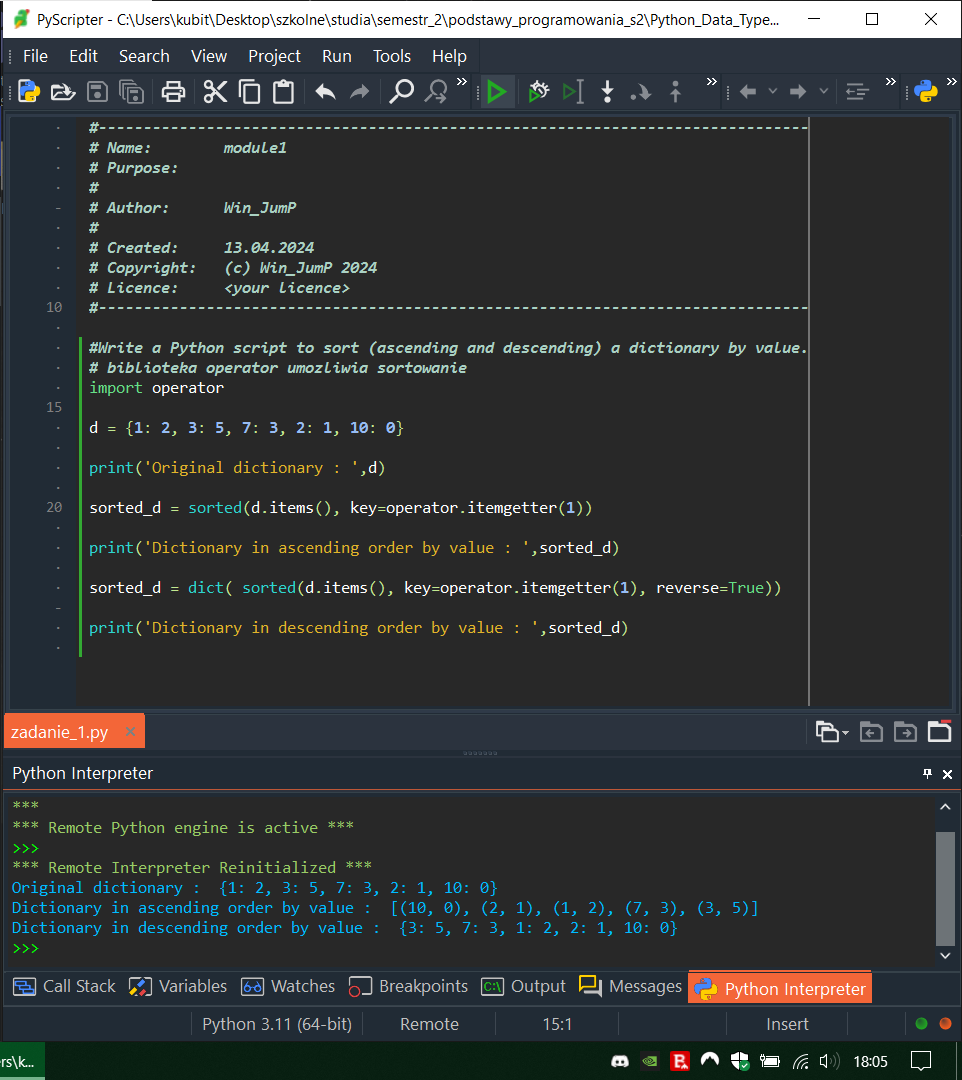 PyScripter - C:\Users\kubit\Desktop\szkolne\studia\semestr_2\podstawy_programowania_s2\Python_Data_Type...
File Edit Search View Project Run Tools Help
#------------------------------------------------------------------------------
# Name:        module1
# Purpose:
#
# Author:      Win_JumP
#
# Created:     13.04.2024
# Copyright:   (c) Win_JumP 2024
# Licence:     <your licence>
10 #------------------------------------------------------------------------------
#Write a Python script to sort (ascending and descending) a dictionary by value.
# biblioteka operator umozliwia sortowanie
import operator
15
d = {1: 2, 3: 5, 7: 3, 2: 1, 10: 0}
print('Original dictionary : ',d)
20 sorted_d = sorted(d.items(), key=operator.itemgetter(1))
print('Dictionary in ascending order by value : ',sorted_d)
sorted_d = dict( sorted(d.items(), key=operator.itemgetter(1), reverse=True))
print('Dictionary in descending order by value : ',sorted_d)
zadanie_1.py
Python Interpreter
***
*** Remote Python engine is active ***
>>>
*** Remote Interpreter Reinitialized ***
Original dictionary :  {1: 2, 3: 5, 7: 3, 2: 1, 10: 0}
Dictionary in ascending order by value :  [(10, 0), (2, 1), (1, 2), (7, 3), (3, 5)]
Dictionary in descending order by value :  {3: 5, 7: 3, 1: 2, 2: 1, 10: 0}
>>>
Call Stack Variables Watches Breakpoints Output Messages Python Interpreter
Python 3.11 (64-bit) Remote 15:1 Insert
rs\k... 18:05